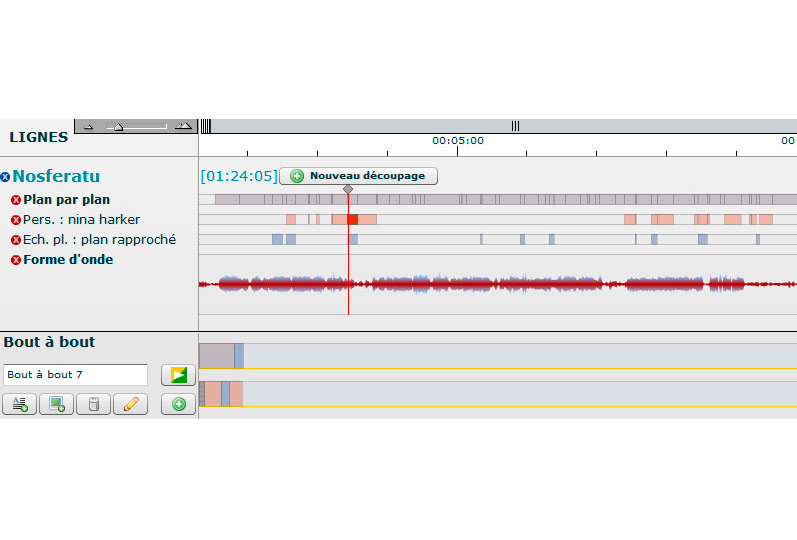 LIGNES
00:05:00
00
Nosferatu
[01:24:05]
Nouveau découpage
Plan par plan
Pers. : nina harker
Ech. pl. : plan rapproché
Forme d'onde
Bout à bout
Bout à bout 7